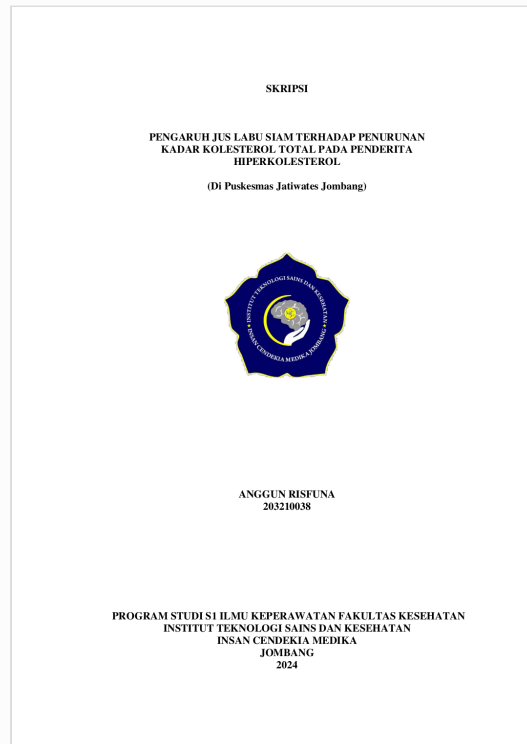 SKRIPSI
PENGARUH JUS LABU SIAM TERHADAP PENURUNAN
KADAR KOLESTEROL TOTAL PADA PENDERITA
HIPERKOLESTEROL
(Di Puskesmas Jatiwates Jombang)
INSTITUT TEKNOLOGI SAINS DAN KESEHATAN
INSAN CENDEKIA MEDIKA JOMBANG
ANGGUN RISFUNA
203210038
PROGRAM STUDI S1 ILMU KEPERAWATAN FAKULTAS KESEHATAN
INSTITUT TEKNOLOGI SAINS DAN KESEHATAN
INSAN CENDEKIA MEDIKA
JOMBANG
2024